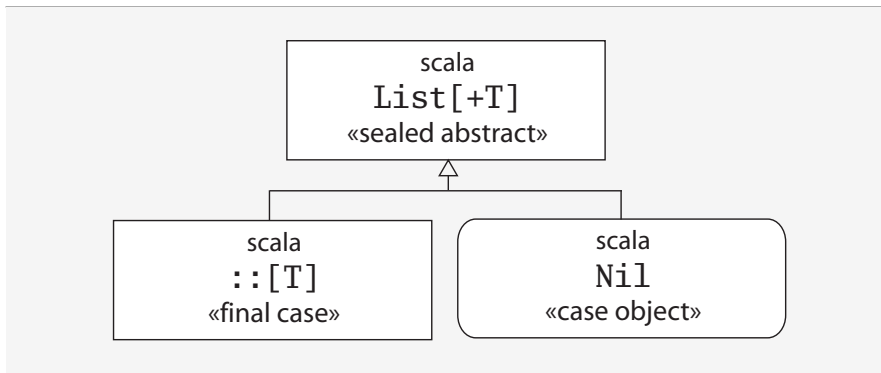 scala
List[+T]
«sealed abstract»
scala
::[T]
«final case»
scala
Nil
«case object»